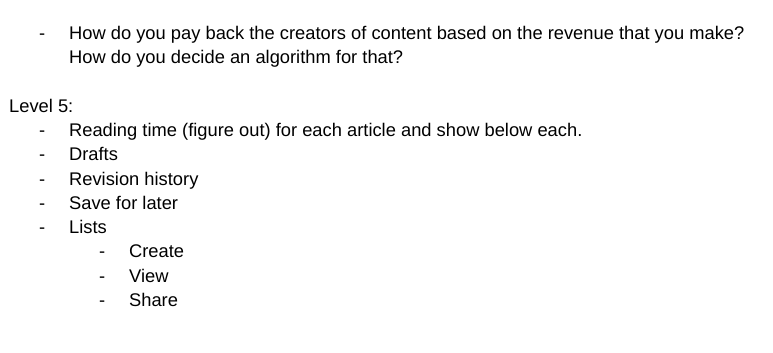 - How do you pay back the creators of content based on the revenue that you make?
How do you decide an algorithm for that?
Level 5:
- Reading time (figure out) for each article and show below each.
- Drafts
- Revision history
- Save for later
- Lists
- Create
- View
- Share